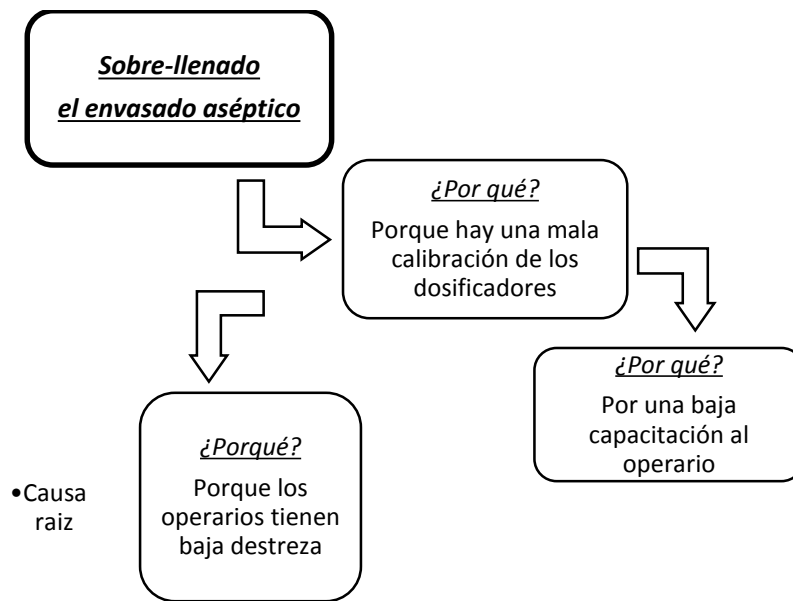 Sobre-llenado
el envasado aséptico
¿Por qué?
Porque hay una mala
calibración de los
dosificadores
¿Por qué?
Por una baja
capacitación al
operario
¿Porqué?
Porque los
operarios tienen
baja destreza
•Causa
raiz